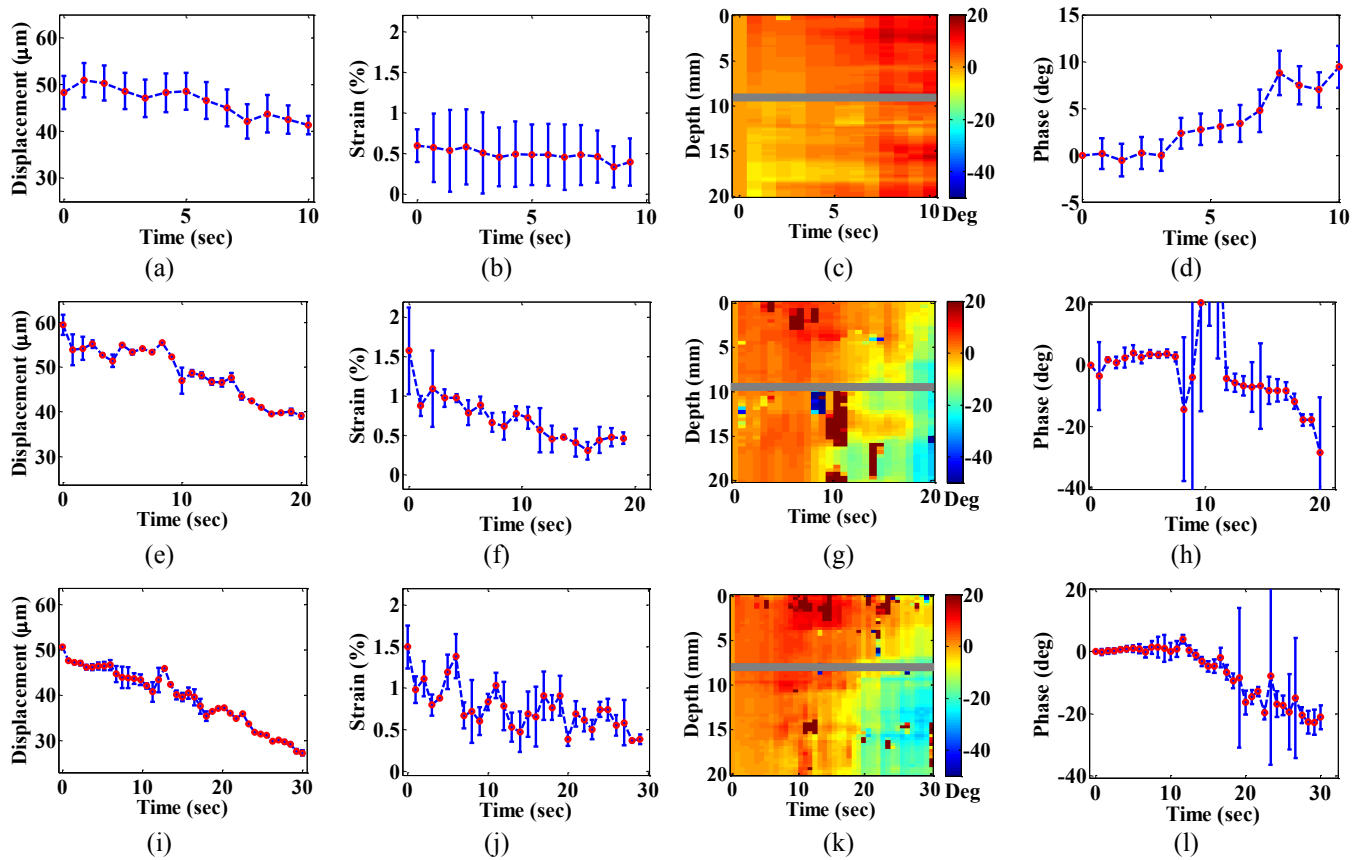 Displacement (μm)
60
50
40
30
0
5
10
Time (sec)
(a)
Strain (%)
2
1.5
1
0.5
0
0
5
10
Time (sec)
(b)
Depth (mm)
0
5
10
15
20
0
5
10
Time (sec)
20
0
-20
-40
Deg
(c)
Phase (deg)
15
10
5
0
-5
0
5
10
Time (sec)
(d)
Displacement (μm)
60
50
40
30
0
10
20
Time (sec)
(e)
Strain (%)
2
1.5
1
0.5
0
0
10
20
Time (sec)
(f)
Depth (mm)
0
5
10
15
20
0
10
20
Time (sec)
20
0
-20
-40
Deg
(g)
Phase (deg)
20
0
-20
-40
0
10
20
Time (sec)
(h)
Displacement (μm)
60
50
40
30
0
10
20
30
Time (sec)
(i)
Strain (%)
2
1.5
1
0.5
0
0
10
20
30
Time (sec)
(j)
Depth (mm)
0
5
10
15
20
0
10
20
30
Time (sec)
20
0
-20
-40
Deg
(k)
Phase (deg)
20
0
-20
-40
0
10
20
30
Time (sec)
(l)